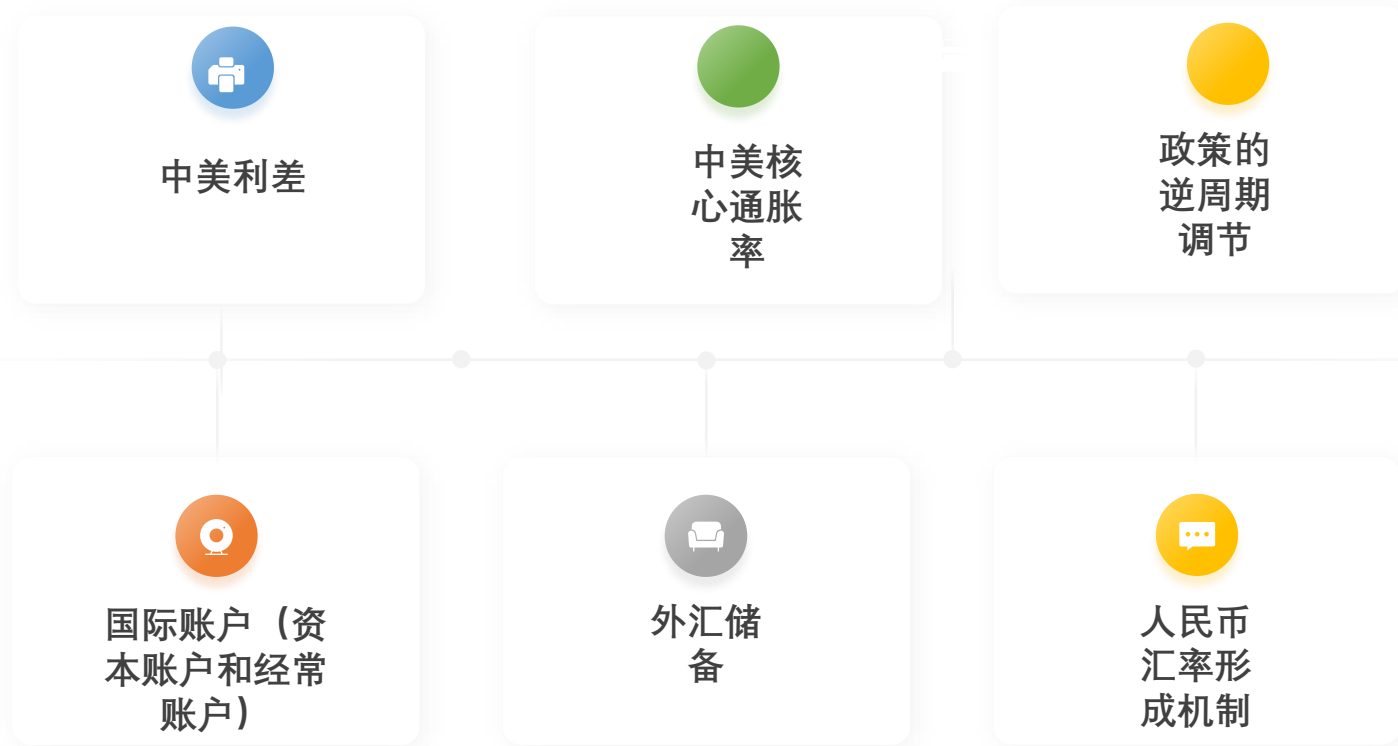 中美利差
中美核
心通胀
率
政策的
逆周期
调节
国际账户（资
本账户和经常
账户）
外汇储
备
人民币
汇率形
成机制